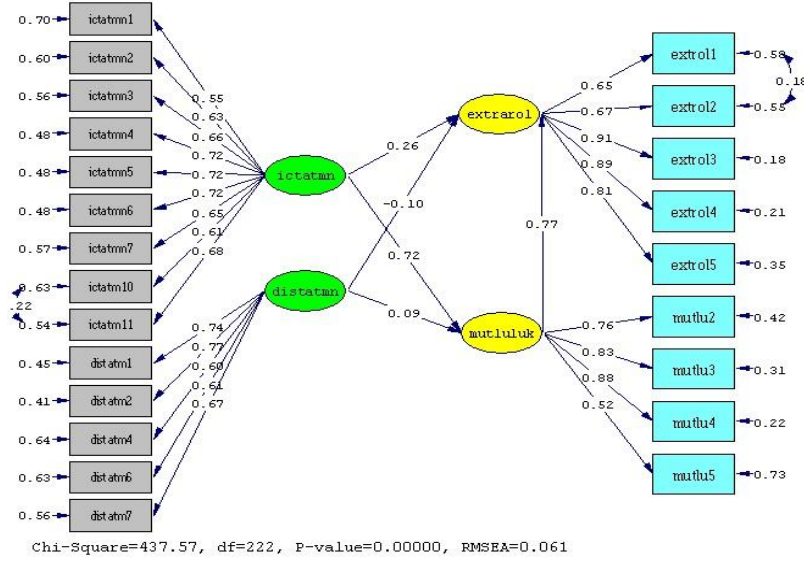 0.70 ictatmn1
0.60 ictatmn2
0.56 ictatmn3
0.48 ictatmn4
0.48 ictatmn5
0.48 ictatmn6
0.57 ictatmn7
0.63 ictatm10
0.54 ictatm11
.22
0.45 distatm1
0.41 distatm2
0.64 distatm4
0.63 distatm6
0.56 distatm7
0.55
0.63
0.66
0.72
0.72
0.72
0.65
0.61
0.68
0.74
0.77
0.60
0.61
0.67
ictatmn
distatmn
0.26
-0.10
0.72
0.09
0.77
extrarol
mutluluk
0.65
0.67
0.91
0.89
0.81
0.76
0.83
0.88
0.52
extrol1 0.58
extrol2 0.55
0.18
extrol3 0.18
extrol4 0.21
extrol5 0.35
mutlu2 0.42
mutlu3 0.31
mutlu4 0.22
mutlu5 0.73
Chi-Square=437.57, df=222, P-value=0.00000, RMSEA=0.061